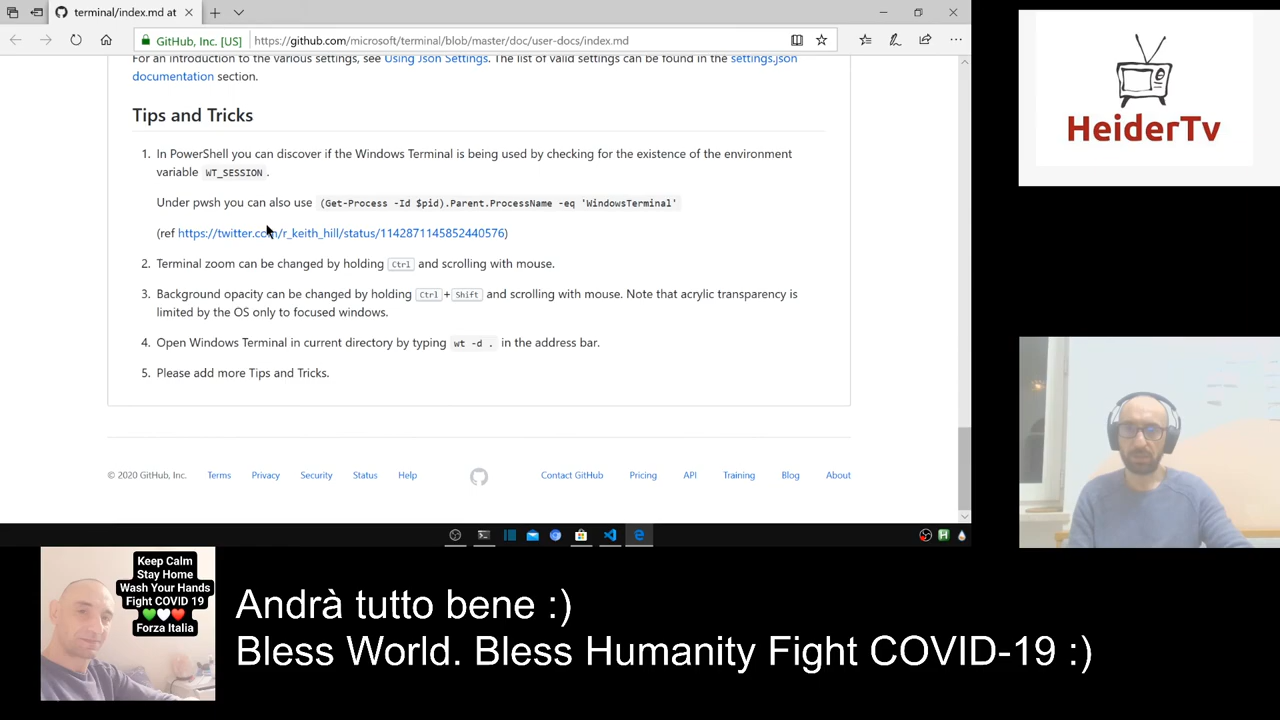 terminal/index.md at
GitHub, Inc. [US]
https://github.com/microsoft/terminal/blob/master/doc/user-docs/index.md
For an introduction to the various settings, see Using Json Settings. The list of valid settings can be found in the settings.json
documentation section.
Tips and Tricks
1. In PowerShell you can discover if the Windows Terminal is being used by checking for the existence of the environment
variable WT_SESSION .
Under pwsh you can also use (Get-Process -Id $pid).Parent.ProcessName -eq 'WindowsTerminal'
(ref https://twitter.com/r_keith_hill/status/1142871145852440576)
2. Terminal zoom can be changed by holding Ctrl and scrolling with mouse.
3. Background opacity can be changed by holding Ctrl+Shift and scrolling with mouse. Note that acrylic transparency is
limited by the OS only to focused windows.
4. Open Windows Terminal in current directory by typing wt -d . in the address bar.
5. Please add more Tips and Tricks.
© 2020 GitHub, Inc. Terms Privacy Security Status Help Contact GitHub Pricing API Training Blog About
HeiderTv
Keep Calm
Stay Home
Wash Your Hands
Fight COVID 19
💚🤍❤️
Forza Italia
Andrà tutto bene :)
Bless World. Bless Humanity Fight COVID-19 :)